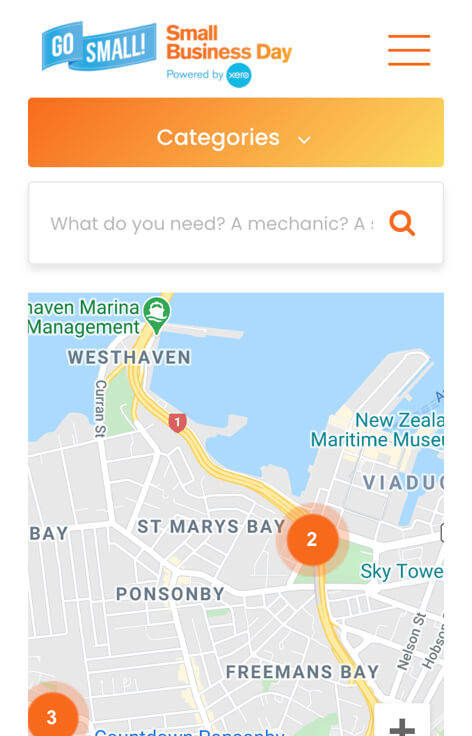 GO SMALL!
Small
Business Day
Powered by xero
Categories
What do you need? A mechanic? A s
haven Marina
Management
WESTHAVEN
Curran St
1
New Zeala
Maritime Museu
VIADUC
BAY
ST MARYS BAY
2
Sky Towe
PONSONBY
Nelson St
Hobson
FREEMANS BAY
3
+
Countdown Ponsonby